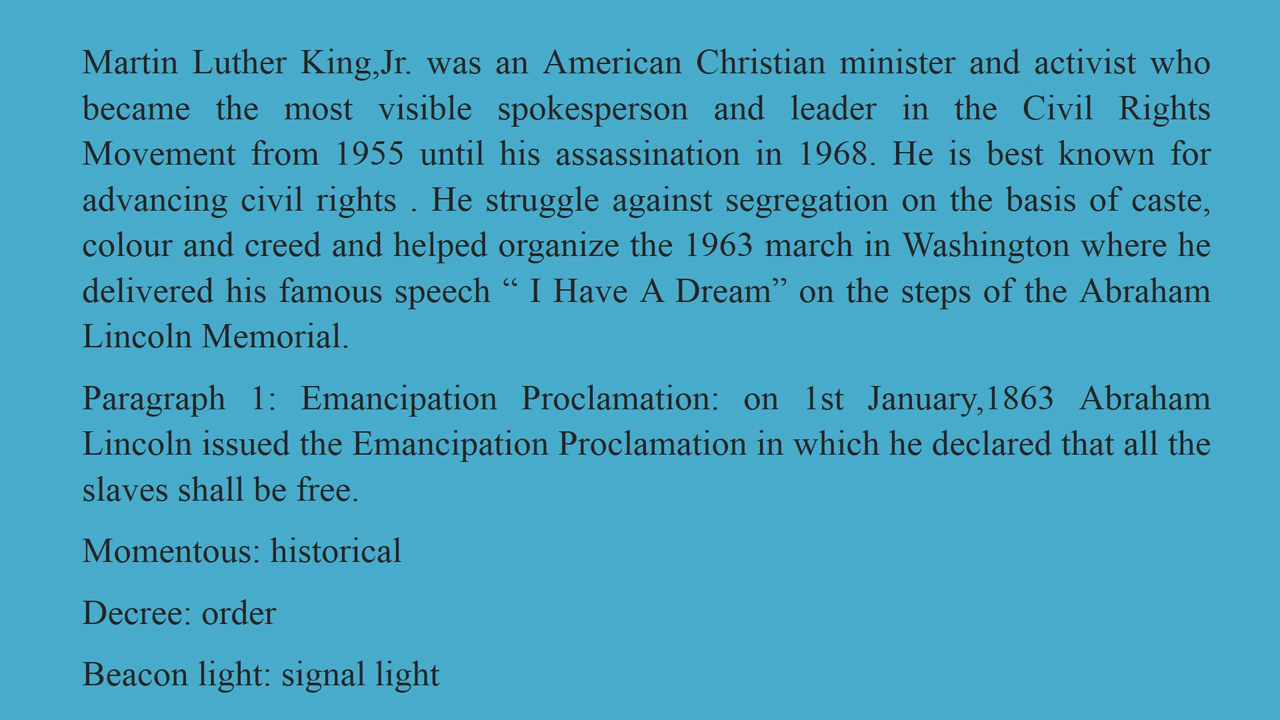 Martin Luther King,Jr. was an American Christian minister and activist who
became the most visible spokesperson and leader in the Civil Rights
Movement from 1955 until his assassination in 1968. He is best known for
advancing civil rights . He struggle against segregation on the basis of caste,
colour and creed and helped organize the 1963 march in Washington where he
delivered his famous speech “ I Have A Dream” on the steps of the Abraham
Lincoln Memorial.
Paragraph 1: Emancipation Proclamation: on 1st January,1863 Abraham
Lincoln issued the Emancipation Proclamation in which he declared that all the
slaves shall be free.
Momentous: historical
Decree: order
Beacon light: signal light